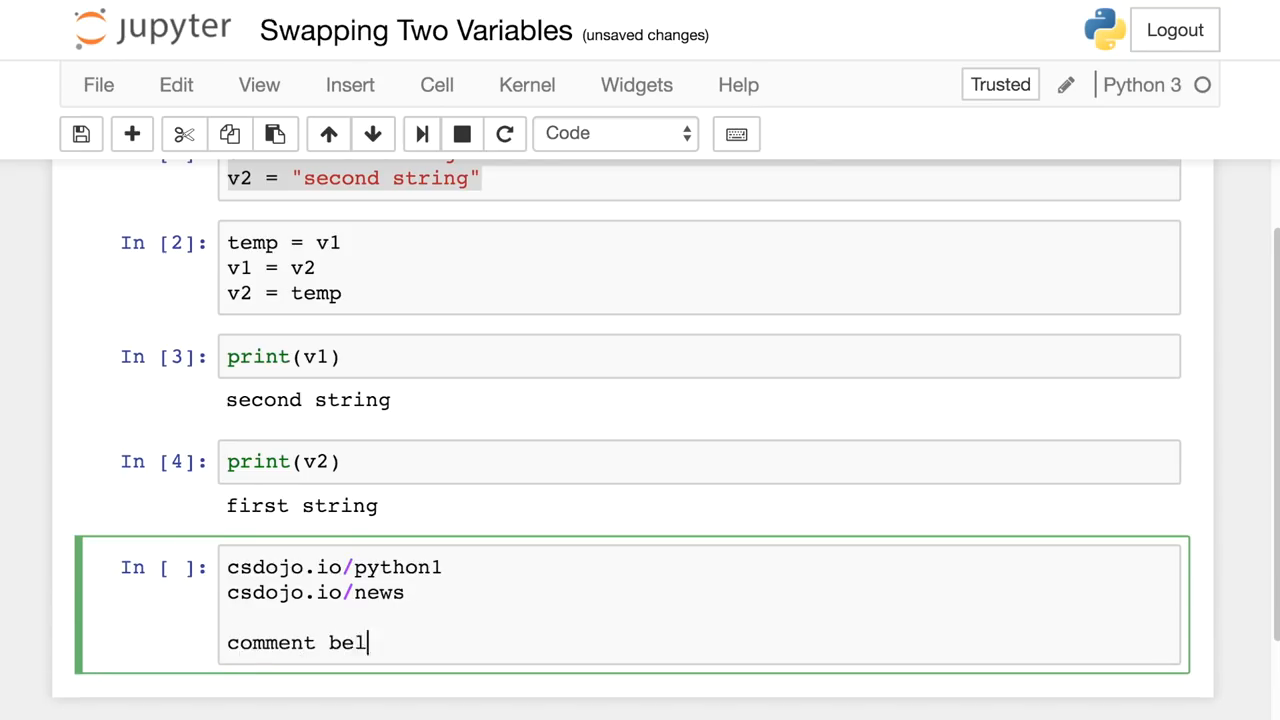 jupyter Swapping Two Variables (unsaved changes) Logout
File Edit View Insert Cell Kernel Widgets Help Trusted Python 3
Code
v2 = "second string"
In [2]: temp = v1
v1 = v2
v2 = temp
In [3]: print(v1)
second string
In [4]: print(v2)
first string
In [ ]: csdojo.io/python1
csdojo.io/news
comment bel